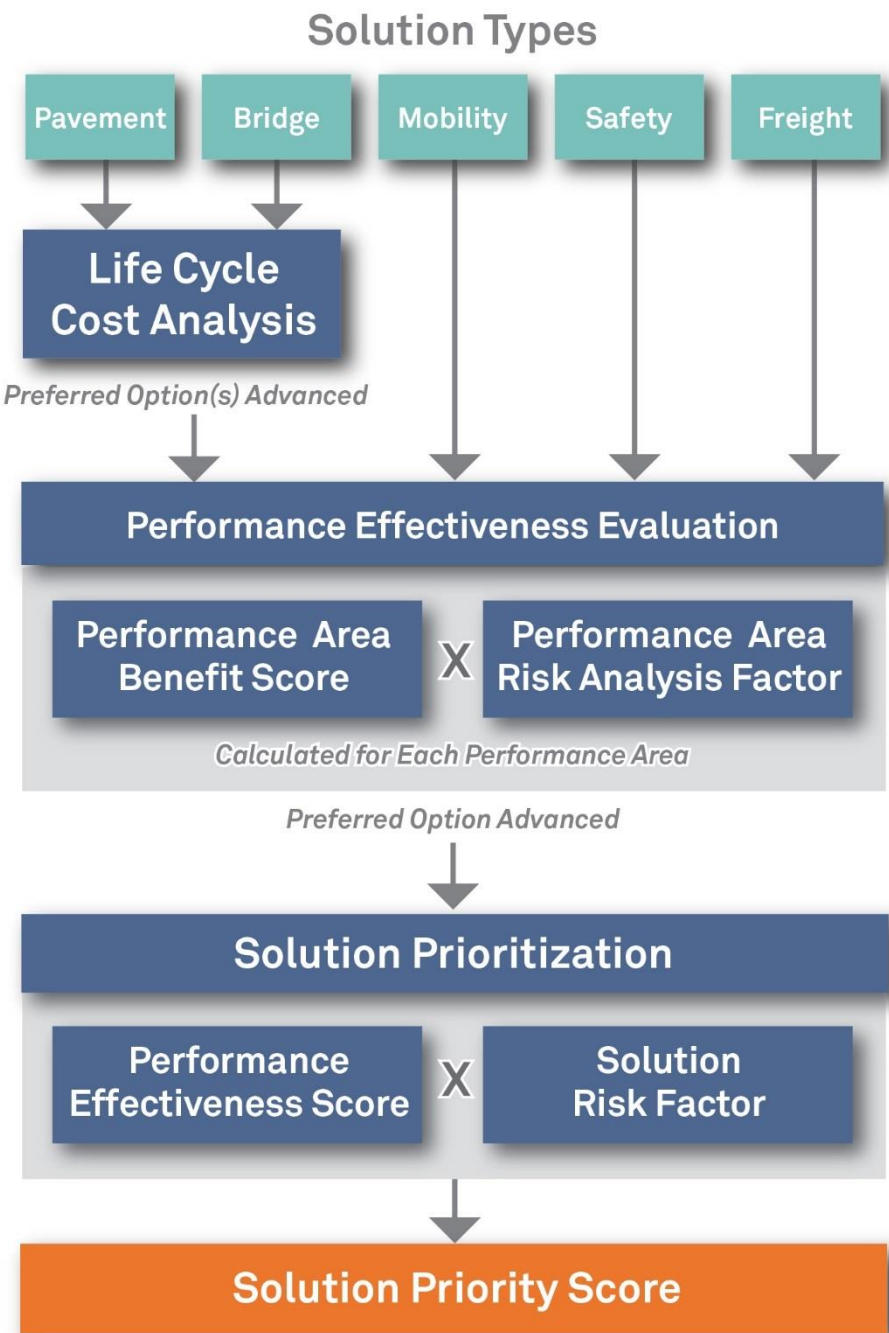 Solution Types
Pavement
Bridge
Mobility
Safety
Freight
Life Cycle
Cost Analysis
Preferred Option(s) Advanced
Performance Effectiveness Evaluation
Performance Area
Benefit Score
X
Performance Area
Risk Analysis Factor
Calculated for Each Performance Area
Preferred Option Advanced
Solution Prioritization
Performance
Effectiveness Score
X
Solution
Risk Factor
Solution Priority Score